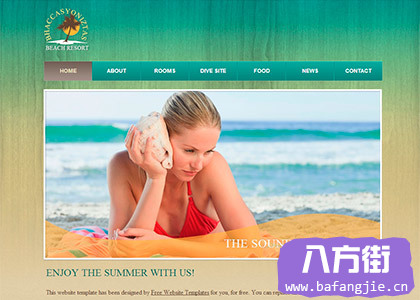 BHACCASYONISTAS
BEACH RESORT
HOME ABOUT ROOMS DIVE SITE FOOD NEWS CONTACT
THE SOUN
ENJOY THE SUMMER WITH US!
This website template has been designed by Free Website Templates for you, for free. You can rep
八方街
www.bafangjie.cn